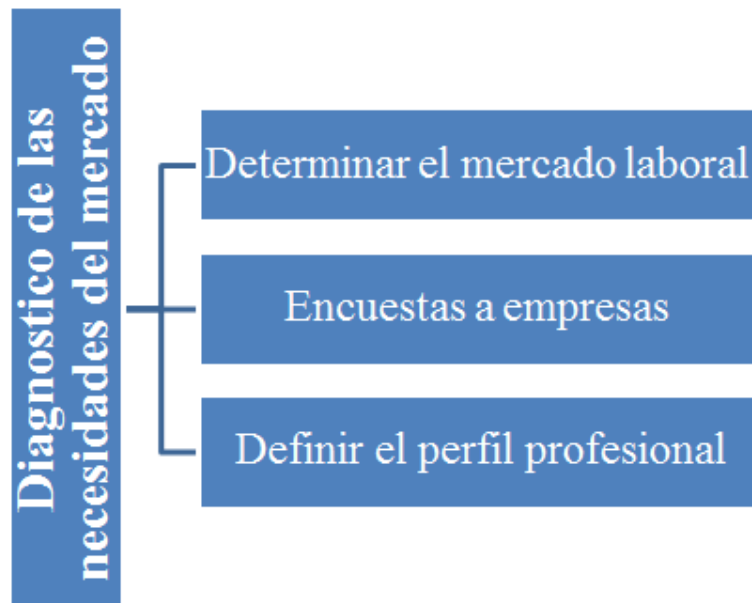 Diagnostico de las
necesidades del mercado
Determinar el mercado laboral
Encuestas a empresas
Definir el perfil profesional